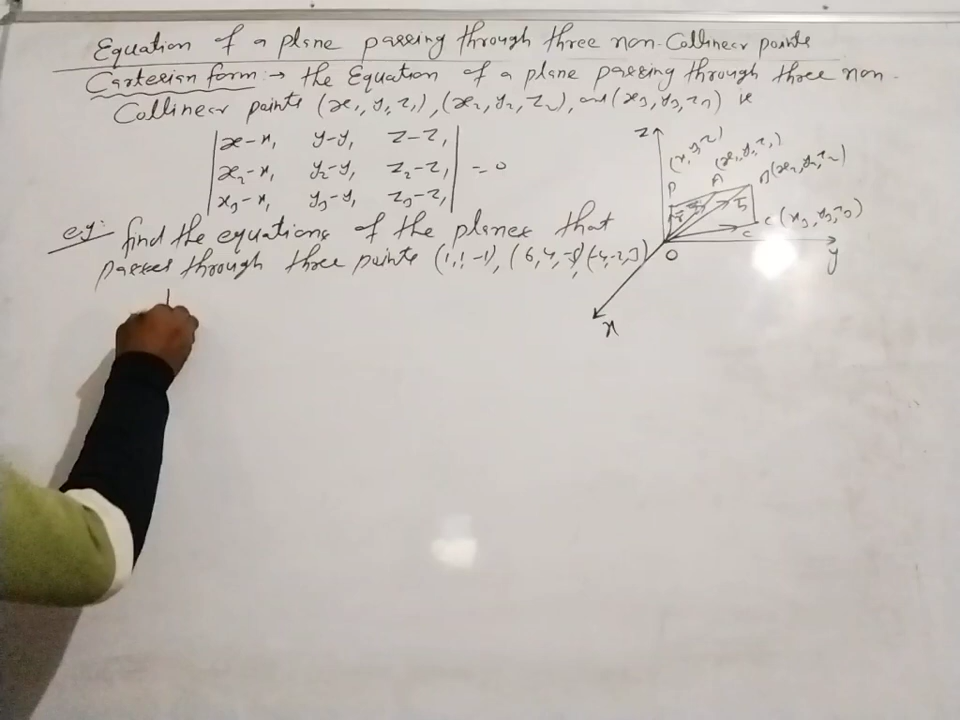 Equation of a plane passing through three non-Collinear points
Carterian form → the Equation of a plane passing through three non-
Collinear points (x₁, y₁, z₁), (x₂, y₂, z₂), and (x₃, y₃, z₃) is
| x-x₁ y-y₁ z-z₁ |
| x₂-x₁ y₂-y₁ z₂-z₁ | = 0
| x₃-x₁ y₃-y₁ z₃-z₁ |
e.g:- find the equations of the planes that
passes through three points (1, 1, -1), (6, 4, -5) (-4, -2, 3)
z
(x, y, z)
(x₁, y₁, z₁)
P
A
B (x₂, y₂, z₂)
C (x₃, y₃, z₃)
C
O
y
x